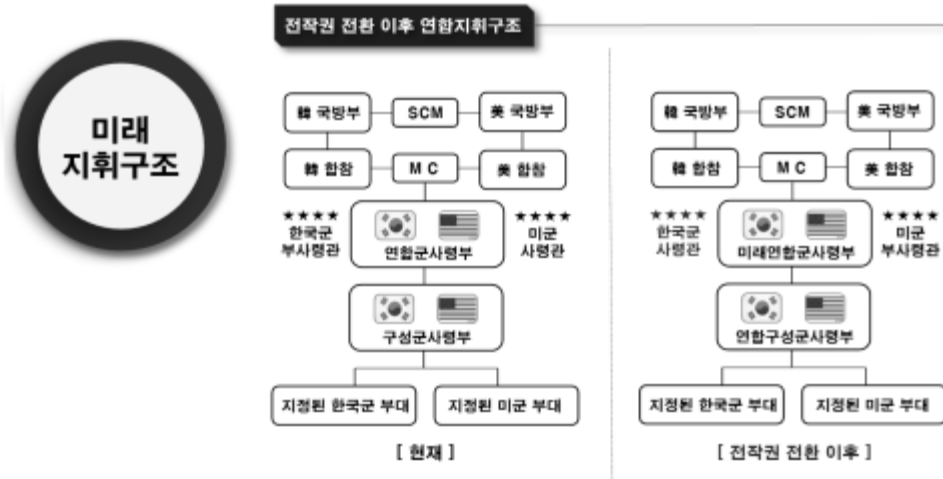 전작권 전환 이후 연합지휘구조
미래
지휘구조
韓 국방부
SCM
美 국방부
韓 합참
M C
美 합참
★★★★
한국군
부사령관
연합군사령부
★★★★
미군
사령관
구성군사령부
지정된 한국군 부대
지정된 미군 부대
[ 현재 ]
韓 국방부
SCM
美 국방부
韓 합참
M C
美 합참
★★★★
한국군
사령관
미래연합군사령부
★★★★
미군
부사령관
연합구성군사령부
지정된 한국군 부대
지정된 미군 부대
[ 전작권 전환 이후 ]